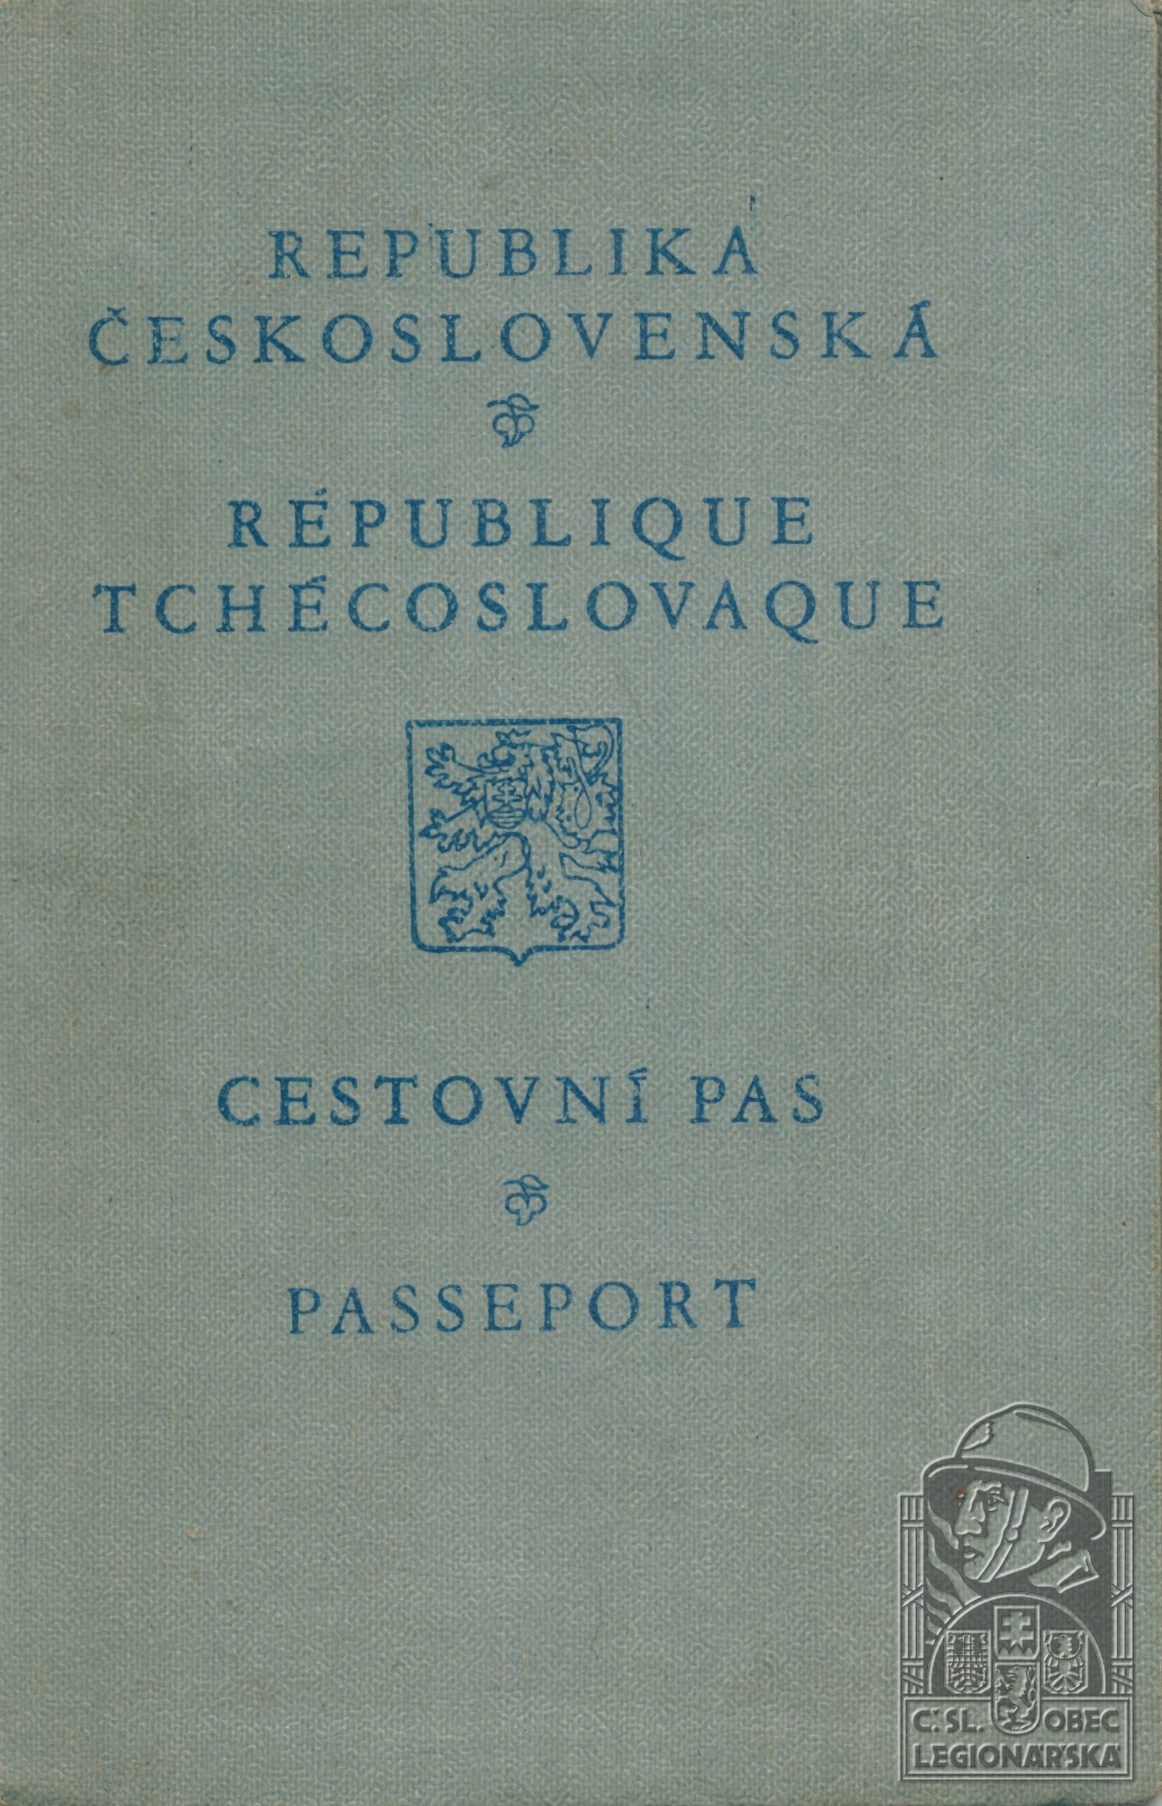 REPUBLIKA
ČESKOSLOVENSKÁ
RÉPUBLIQUE
TCHÉCOSLOVAQUE
CESTOVNÍ PAS
PASSEPORT
Č. SL. OBEC
LEGIONÁŘSKÁ